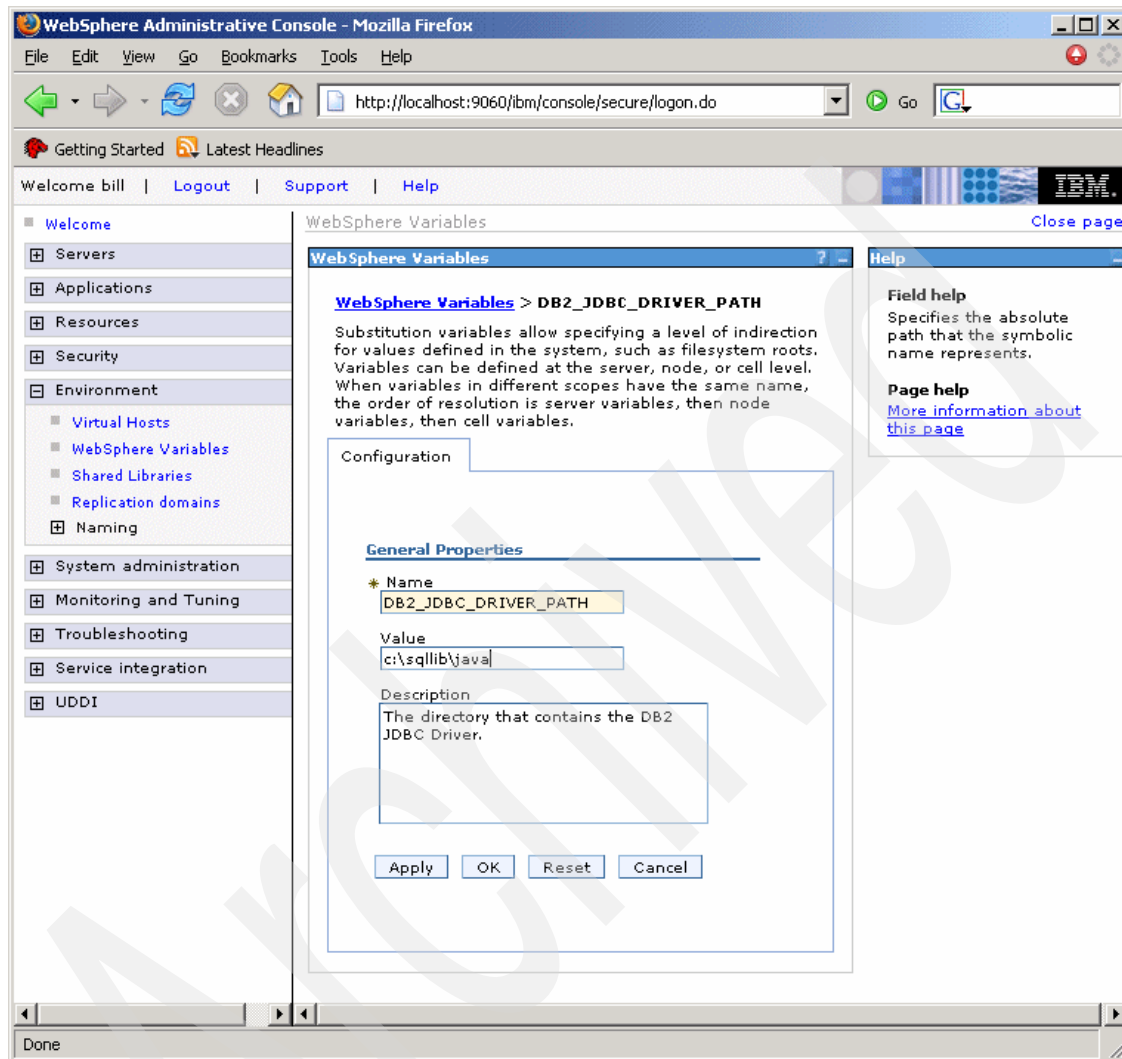 WebSphere Administrative Console - Mozilla Firefox
File Edit View Go Bookmarks Tools Help
http://localhost:9060/ibm/console/secure/logon.do Go G
Getting Started Latest Headlines
Welcome bill | Logout | Support | Help IBM.
Welcome
Servers
Applications
Resources
Security
Environment
Virtual Hosts
WebSphere Variables
Shared Libraries
Replication domains
Naming
System administration
Monitoring and Tuning
Troubleshooting
Service integration
UDDI
WebSphere Variables Close page
WebSphere Variables ? -
WebSphere Variables > DB2_JDBC_DRIVER_PATH
Substitution variables allow specifying a level of indirection
for values defined in the system, such as filesystem roots.
Variables can be defined at the server, node, or cell level.
When variables in different scopes have the same name,
the order of resolution is server variables, then node
variables, then cell variables.
Configuration
General Properties
* Name
DB2_JDBC_DRIVER_PATH
Value
c:\sqllib\java
Description
The directory that contains the DB2
JDBC Driver.
Apply OK Reset Cancel
Help
Field help
Specifies the absolute
path that the symbolic
name represents.
Page help
More information about
this page
Done
Archived